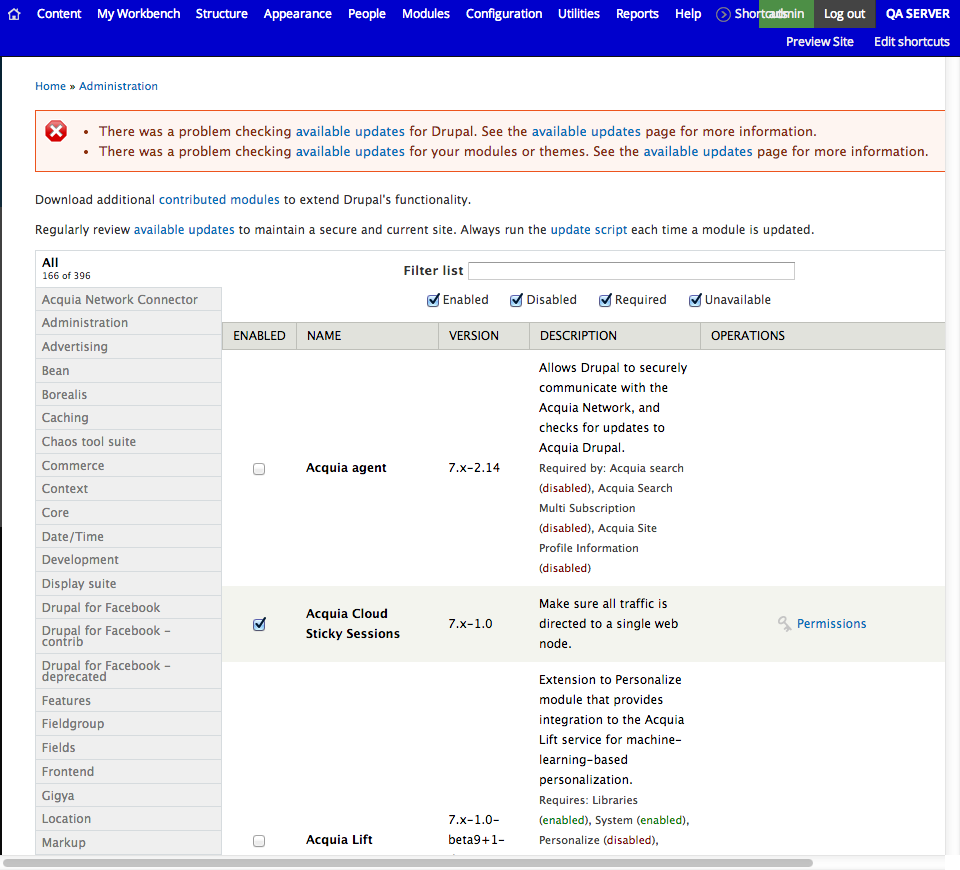 Content My Workbench Structure Appearance People Modules Configuration Utilities Reports Help Shortcuts admin Log out QA SERVER
Preview Site Edit shortcuts
Home » Administration
• There was a problem checking available updates for Drupal. See the available updates page for more information.
• There was a problem checking available updates for your modules or themes. See the available updates page for more information.
Download additional contributed modules to extend Drupal's functionality.
Regularly review available updates to maintain a secure and current site. Always run the update script each time a module is updated.
All
166 of 396
Acquia Network Connector
Administration
Advertising
Bean
Borealis
Caching
Chaos tool suite
Commerce
Context
Core
Date/Time
Development
Display suite
Drupal for Facebook
Drupal for Facebook -
contrib
Drupal for Facebook -
deprecated
Features
Fieldgroup
Fields
Frontend
Gigya
Location
Markup
Filter list
Enabled Disabled Required Unavailable
ENABLED NAME VERSION DESCRIPTION OPERATIONS
Acquia agent
7.x-2.14
Allows Drupal to securely
communicate with the
Acquia Network, and
checks for updates to
Acquia Drupal.
Required by: Acquia search
(disabled), Acquia Search
Multi Subscription
(disabled), Acquia Site
Profile Information
(disabled)
Acquia Cloud
Sticky Sessions
7.x-1.0
Make sure all traffic is
directed to a single web
node.
Permissions
Acquia Lift
7.x-1.0-
beta9+1-
Extension to Personalize
module that provides
integration to the Acquia
Lift service for machine-
learning-based
personalization.
Requires: Libraries
(enabled), System (enabled),
Personalize (disabled),